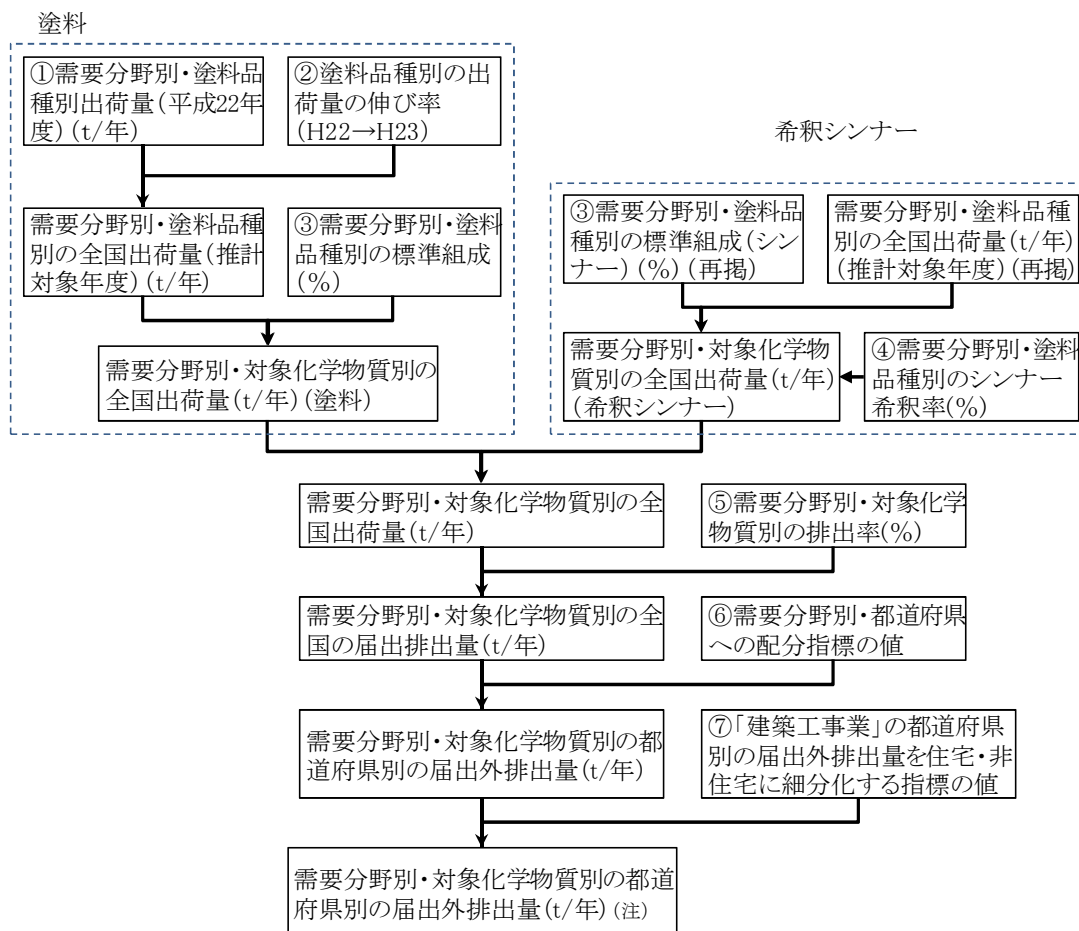 塗料
①需要分野別・塗料品
種別出荷量(平成22年
度)(t/年)
②塗料品種別の出
荷量の伸び率
(H22→H23)
需要分野別・塗料品種
別の全国出荷量(推計
対象年度)(t/年)
③需要分野別・塗料
品種別の標準組成
(%)
需要分野別・対象化学物質別の
全国出荷量(t/年)(塗料)
希釈シンナー
③需要分野別・塗料品
種別の標準組成(シン
ナー)(%)(再掲)
需要分野別・塗料品種
別の全国出荷量(t/年)
(推計対象年度)(再掲)
需要分野別・対象化学物
質別の全国出荷量(t/年)
(希釈シンナー)
④需要分野別・塗料
品種別のシンナー
希釈率(%)
需要分野別・対象化学物質別の全
国出荷量(t/年)
⑤需要分野別・対象化学
物質別の排出率(%)
需要分野別・対象化学物質別の全
国の届出排出量(t/年)
⑥需要分野別・都道府県
への配分指標の値
需要分野別・対象化学物質別の都
道府県別の届出外排出量(t/年)
⑦「建築工事業」の都道府県
別の届出外排出量を住宅・非
住宅に細分化する指標の値
需要分野別・対象化学物質別の都道
府県別の届出外排出量(t/年)(注)